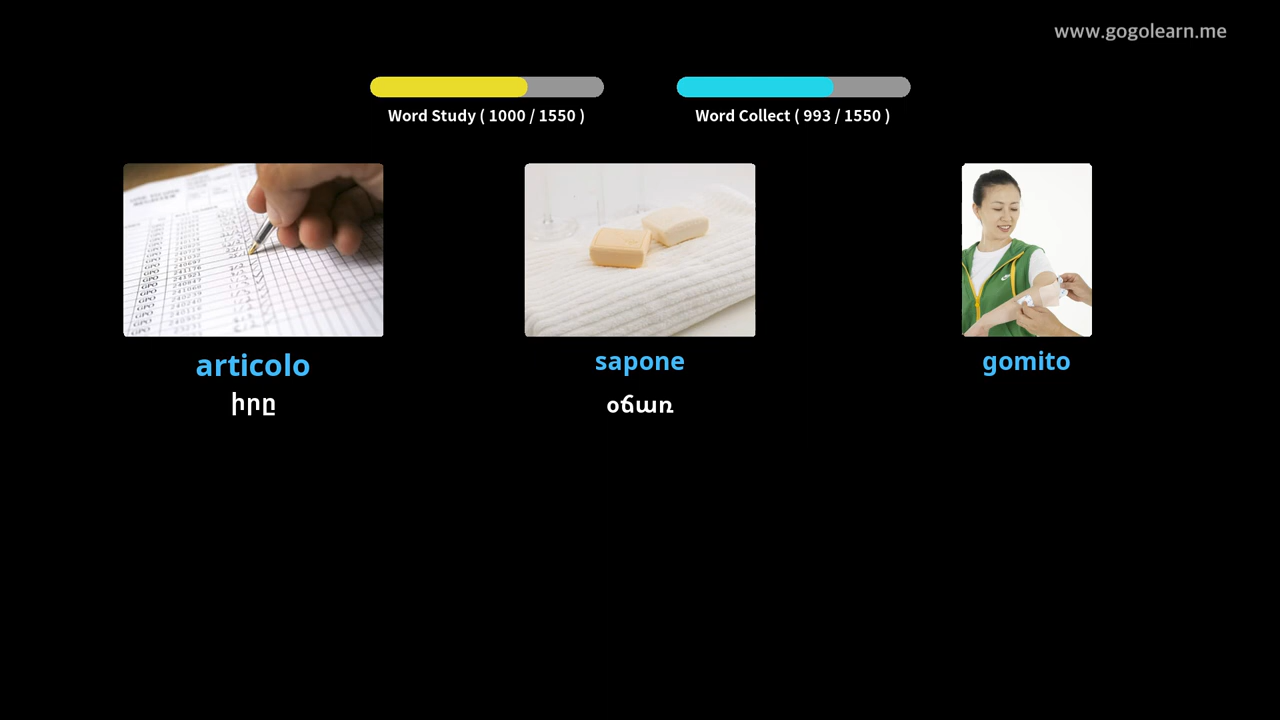 www.gogolearn.me
Word Study ( 1000 / 1550 )
Word Collect ( 993 / 1550 )
articolo
իրը
sapone
օճառ
gomito